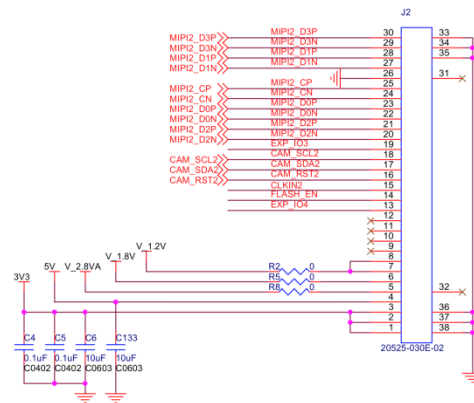 J2
MIPI2_D3P MIPI2_D3P 30 33
MIPI2_D3N MIPI2_D3N 29 34
MIPI2_D1P MIPI2_D1P 28 35
MIPI2_D1N MIPI2_D1N 27
26 31
MIPI2_CP MIPI2_CP 25
MIPI2_CN MIPI2_CN 24
MIPI2_D0P MIPI2_D0P 23
MIPI2_D0N MIPI2_D0N 22
MIPI2_D2P MIPI2_D2P 21
MIPI2_D2N MIPI2_D2N 20
EXP_IO3 19
CAM_SCL2 CAM_SCL2 18
CAM_SDA2 CAM_SDA2 17
CAM_RST2 CAM_RST2 16
CLKIN2 15
FLASH_EN 14
EXP_IO4 13
12
11
10
9
V_1.2V
V_1.8V 8
5V V_2.8VA R2 0 7
3V3 R5 0 6
R8 0 5 32
4
3 36
2 37
1 38
20525-030E-02
C4 C5 C6 C133
0.1uF 0.1uF 10uF 10uF
C0402 C0402 C0603 C0603